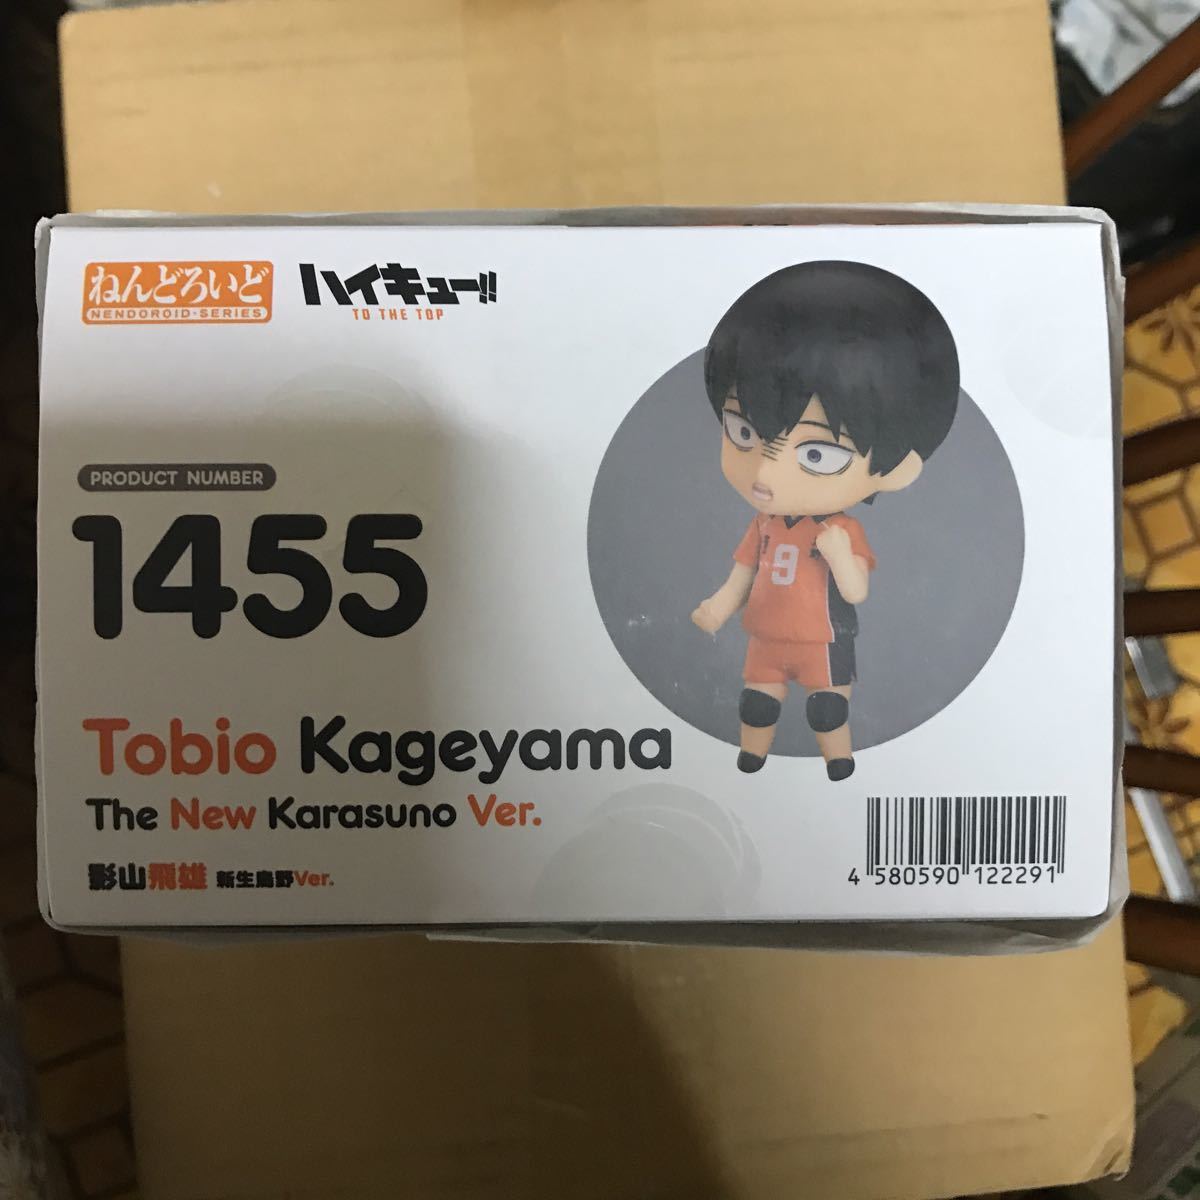 ねんどろいど
NENDOROID·SERIES
ハイキュー!!
TO THE TOP
PRODUCT NUMBER
1455
9
Tobio Kageyama
The New Karasuno Ver.
影山飛雄 新生烏野Ver.
4 580590 122291